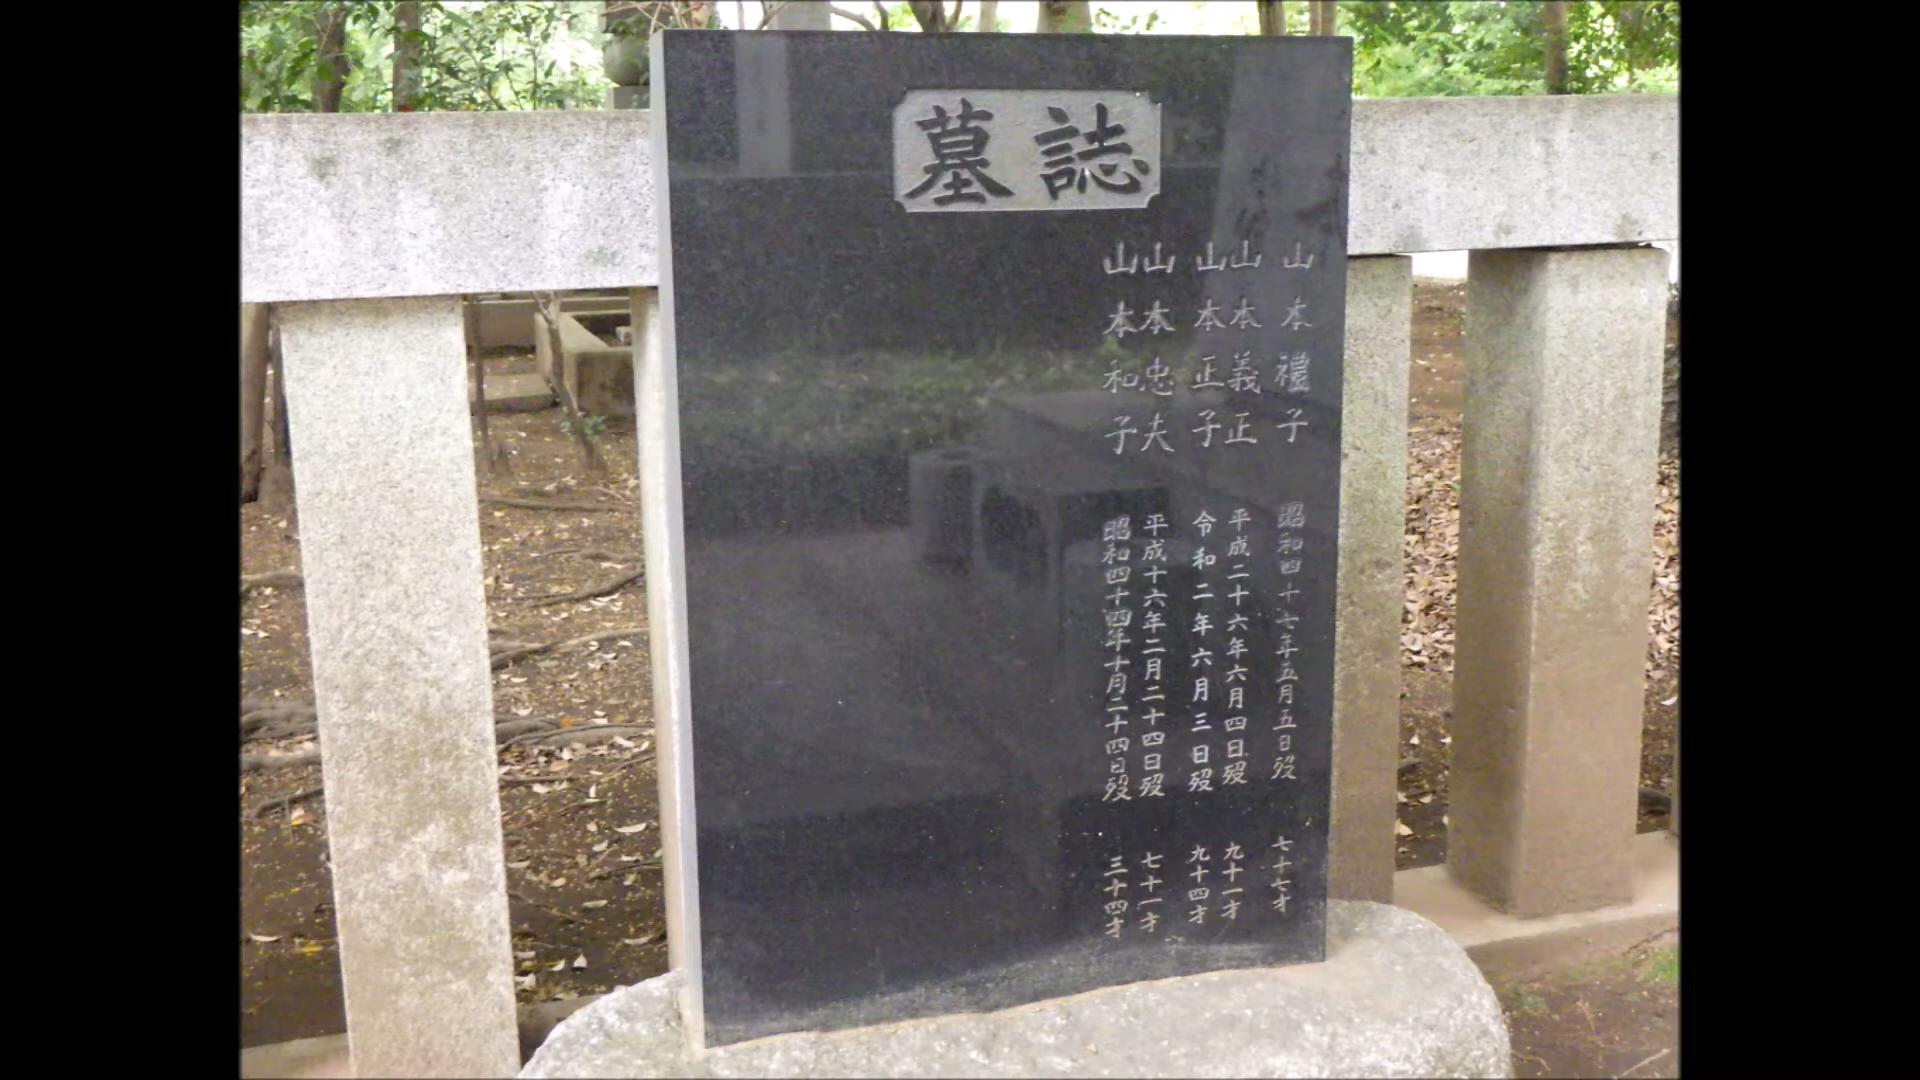 墓誌
山本禮子 昭和四十七年五月五日歿 七十七才
山本義正 平成二十六年六月四日歿 九十一才
山本正子 令和二年六月三日歿 九十四才
山本忠夫 平成十六年二月二十四日歿 七十一才
山本和子 昭和四十四年十月二十四日歿 三十四才